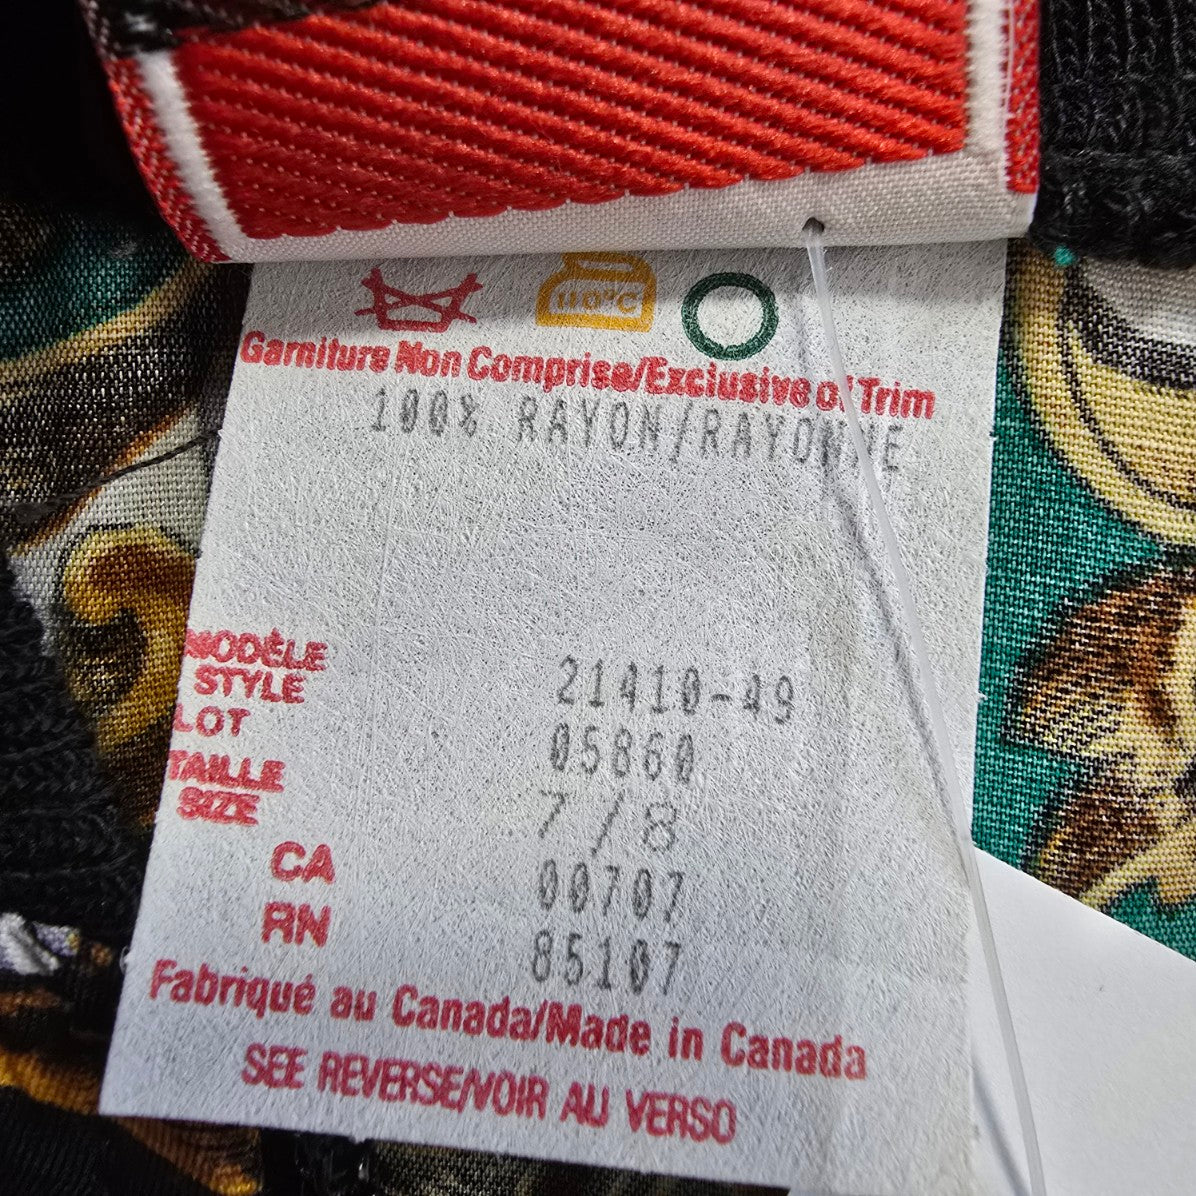 110°C
Garniture Non Comprise/Exclusive of Trim
100% RAYON/RAYONNE
MODÈLE
STYLE 21410-49
LOT 05860
TAILLE
SIZE 7/8
CA 00707
RN 85107
Fabriqué au Canada/Made in Canada
SEE REVERSE/VOIR AU VERSO